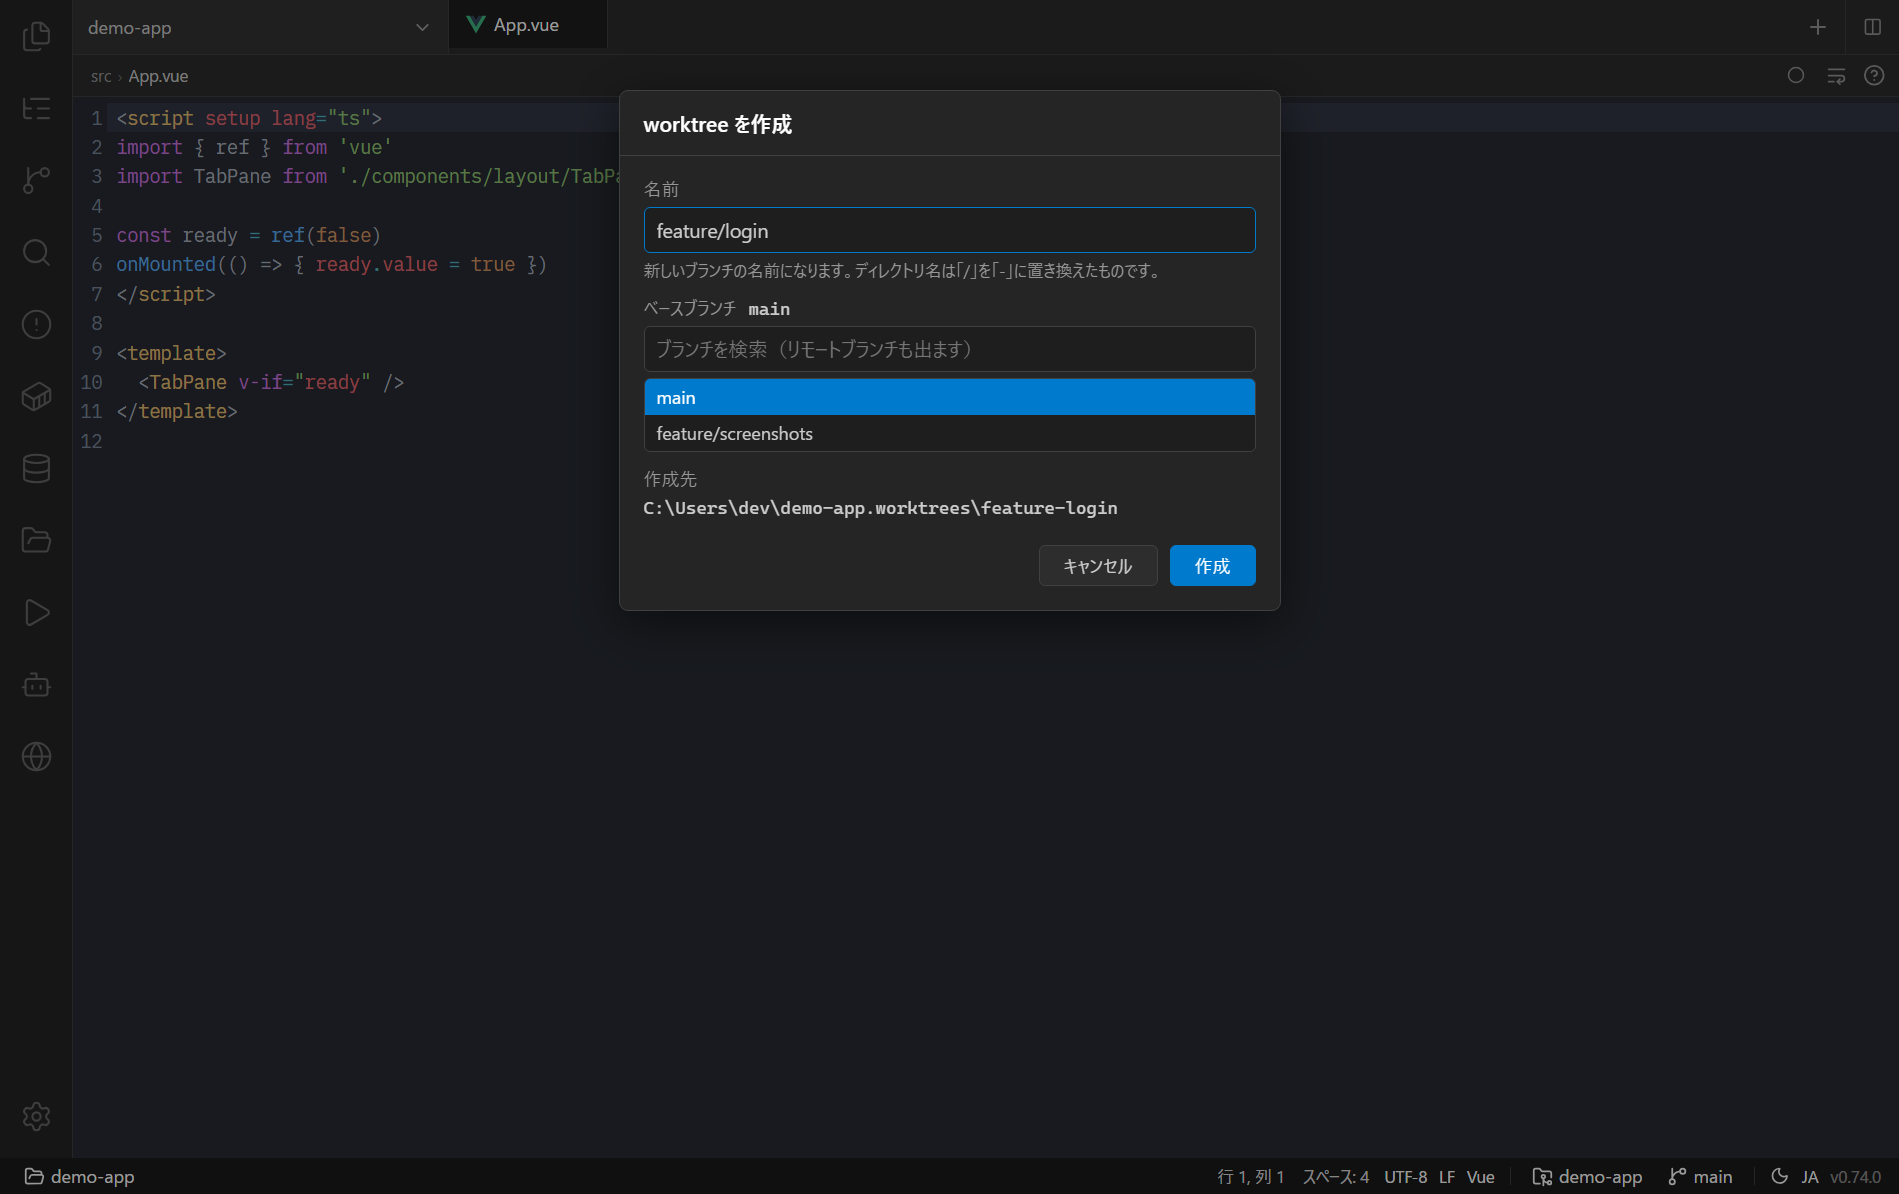 demo-app
App.vue
src › App.vue
1 <script setup lang="ts">
2 import { ref } from 'vue'
3 import TabPane from './components/layout/TabPa
4
5 const ready = ref(false)
6 onMounted(() => { ready.value = true })
7 </script>
8
9 <template>
10   <TabPane v-if="ready" />
11 </template>
12
worktree を作成
名前
feature/login
新しいブランチの名前になります。ディレクトリ名は「/」を「-」に置き換えたものです。
ベースブランチ main
ブランチを検索（リモートブランチも出ます）
main
feature/screenshots
作成先
C:\Users\dev\demo-app.worktrees\feature-login
キャンセル 作成
demo-app 行 1, 列 1 スペース: 4 UTF-8 LF Vue demo-app main JA v0.74.0